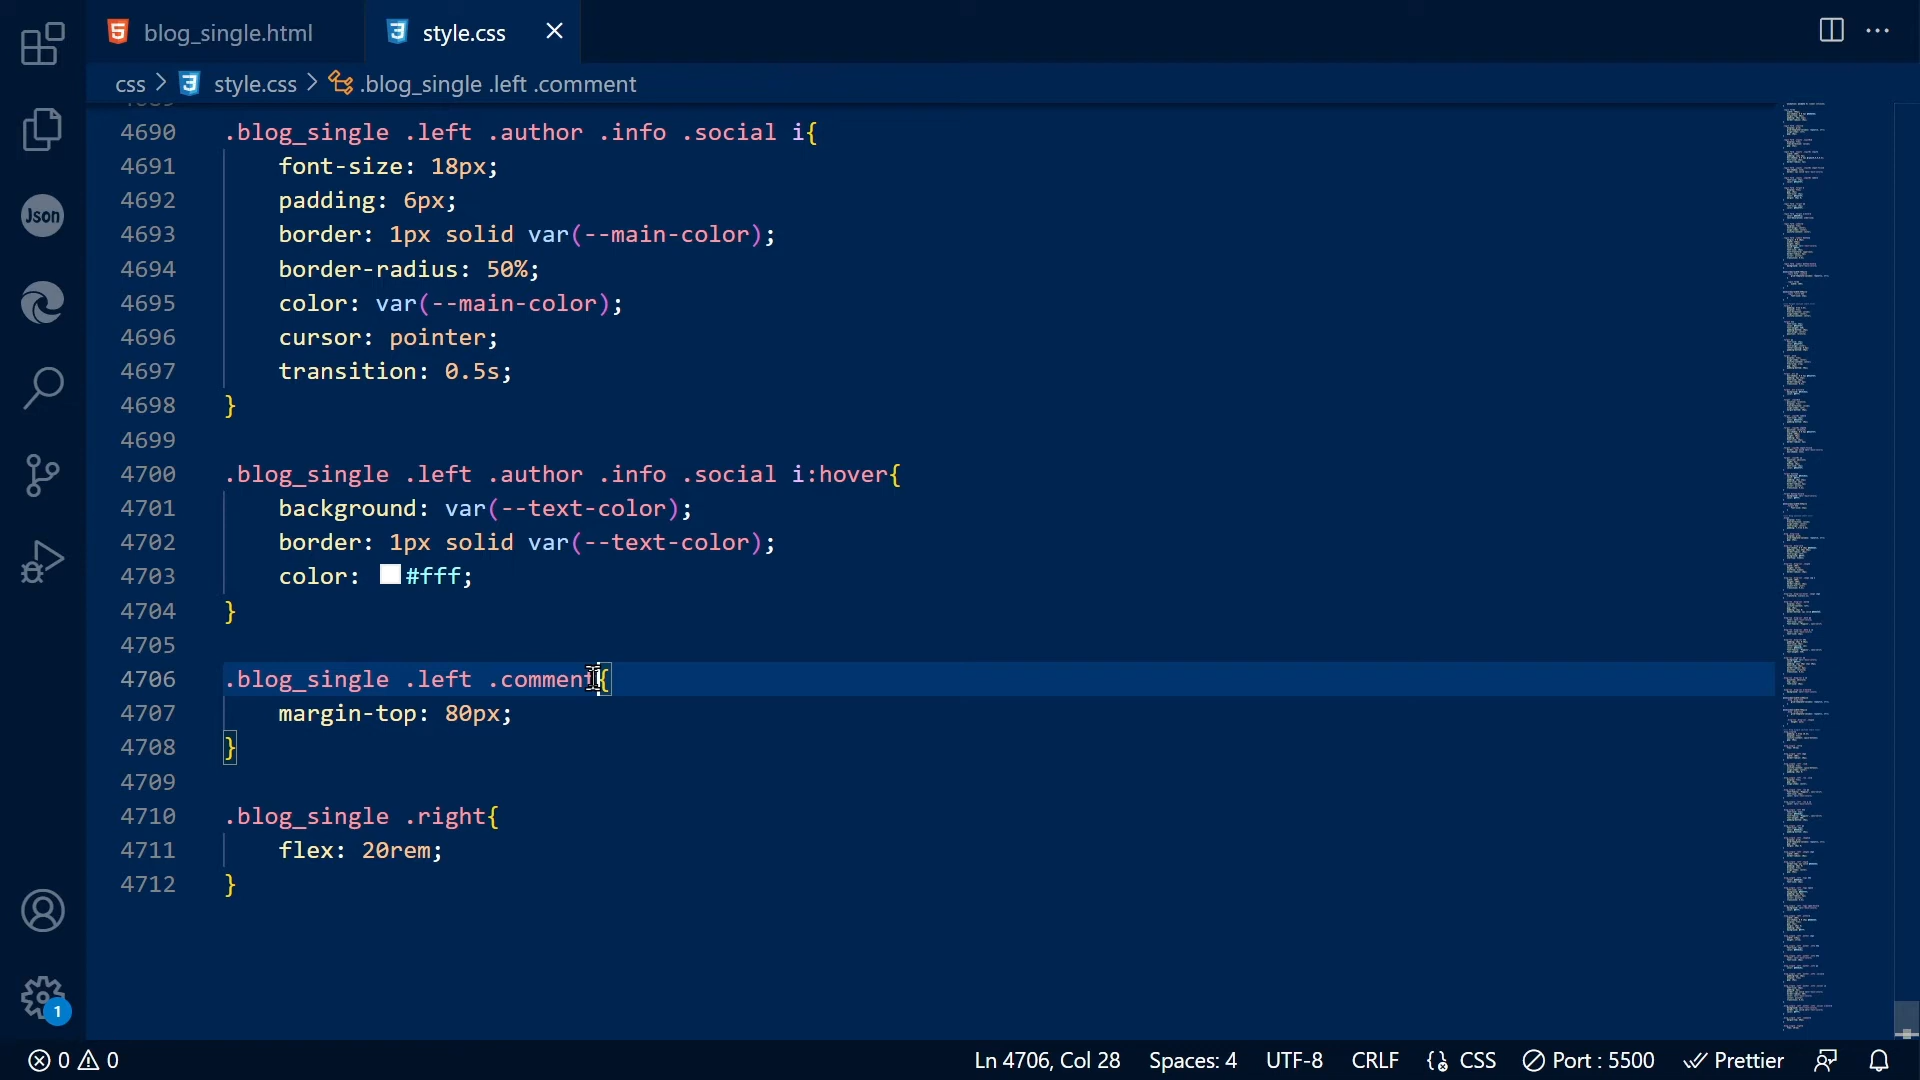 blog_single.html
style.css
css > style.css > .blog_single .left .comment
4690 .blog_single .left .author .info .social i{
4691 font-size: 18px;
4692 padding: 6px;
4693 border: 1px solid var(--main-color);
4694 border-radius: 50%;
4695 color: var(--main-color);
4696 cursor: pointer;
4697 transition: 0.5s;
4698 }
4699
4700 .blog_single .left .author .info .social i:hover{
4701 background: var(--text-color);
4702 border: 1px solid var(--text-color);
4703 color: #fff;
4704 }
4705
4706 .blog_single .left .comment{
4707 margin-top: 80px;
4708 }
4709
4710 .blog_single .right{
4711 flex: 20rem;
4712 }
Json
1
0 0 Ln 4706, Col 28 Spaces: 4 UTF-8 CRLF CSS Port : 5500 Prettier